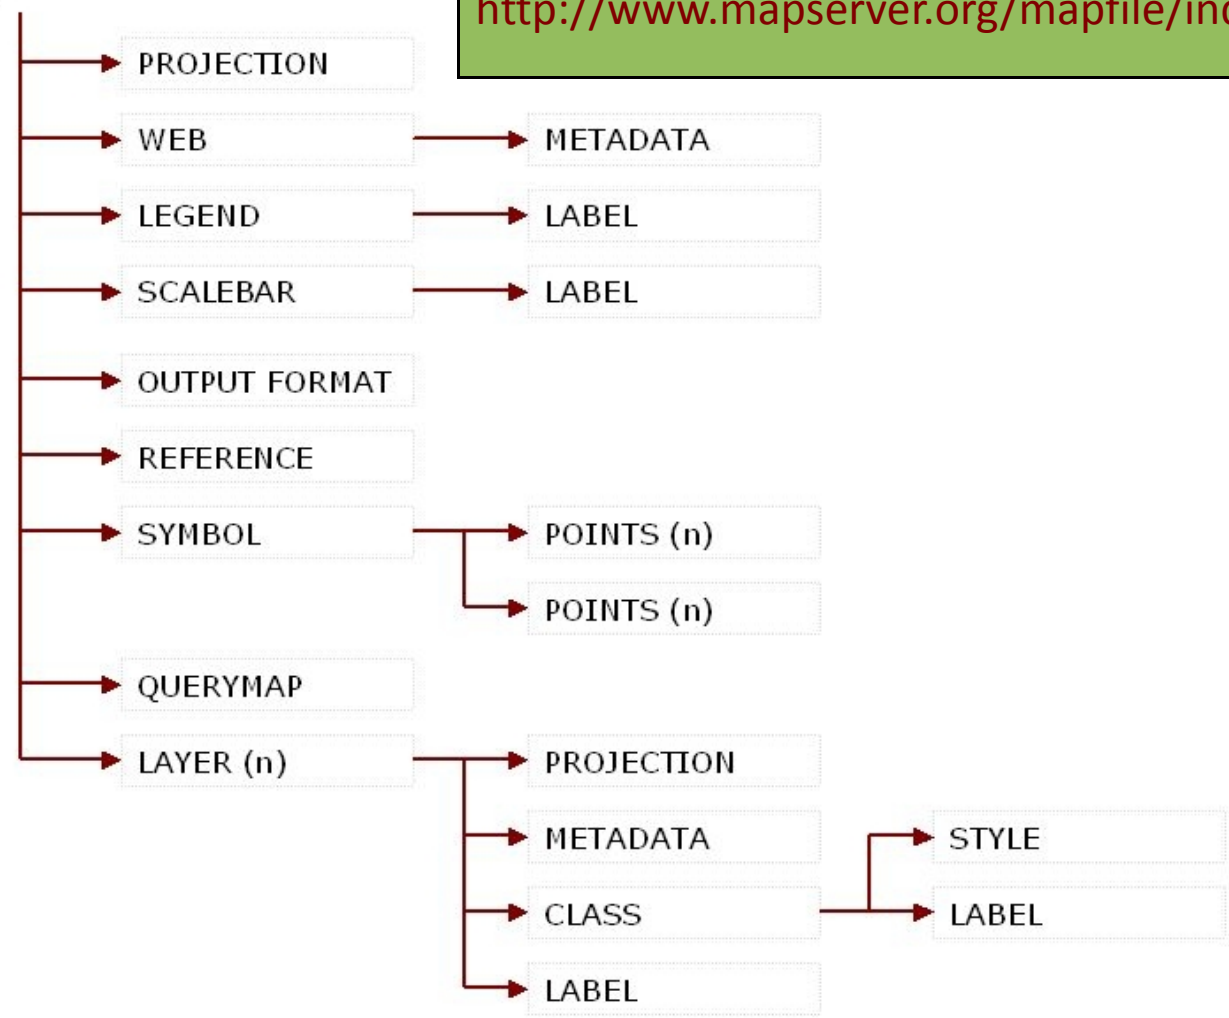 http://www.mapserver.org/mapfile/
PROJECTION
WEB
METADATA
LEGEND
LABEL
SCALEBAR
LABEL
OUTPUT FORMAT
REFERENCE
SYMBOL
POINTS (n)
POINTS (n)
QUERYMAP
LAYER (n)
PROJECTION
METADATA
STYLE
CLASS
LABEL
LABEL